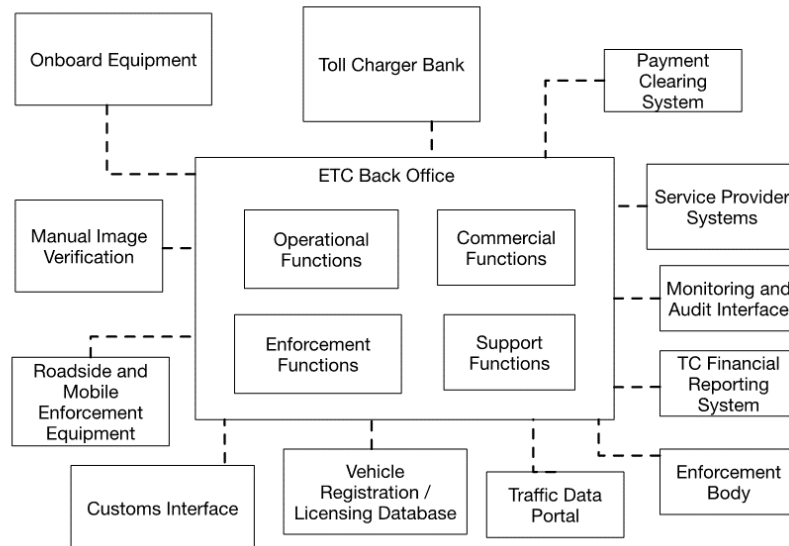 Onboard Equipment
Toll Charger Bank
Payment
Clearing
System
ETC Back Office
Operational
Functions
Commercial
Functions
Enforcement
Functions
Support
Functions
Manual Image
Verification
Service Provider
Systems
Monitoring and
Audit Interface
Roadside and
Mobile
Enforcement
Equipment
TC Financial
Reporting
System
Customs Interface
Vehicle
Registration /
Licensing Database
Traffic Data
Portal
Enforcement
Body